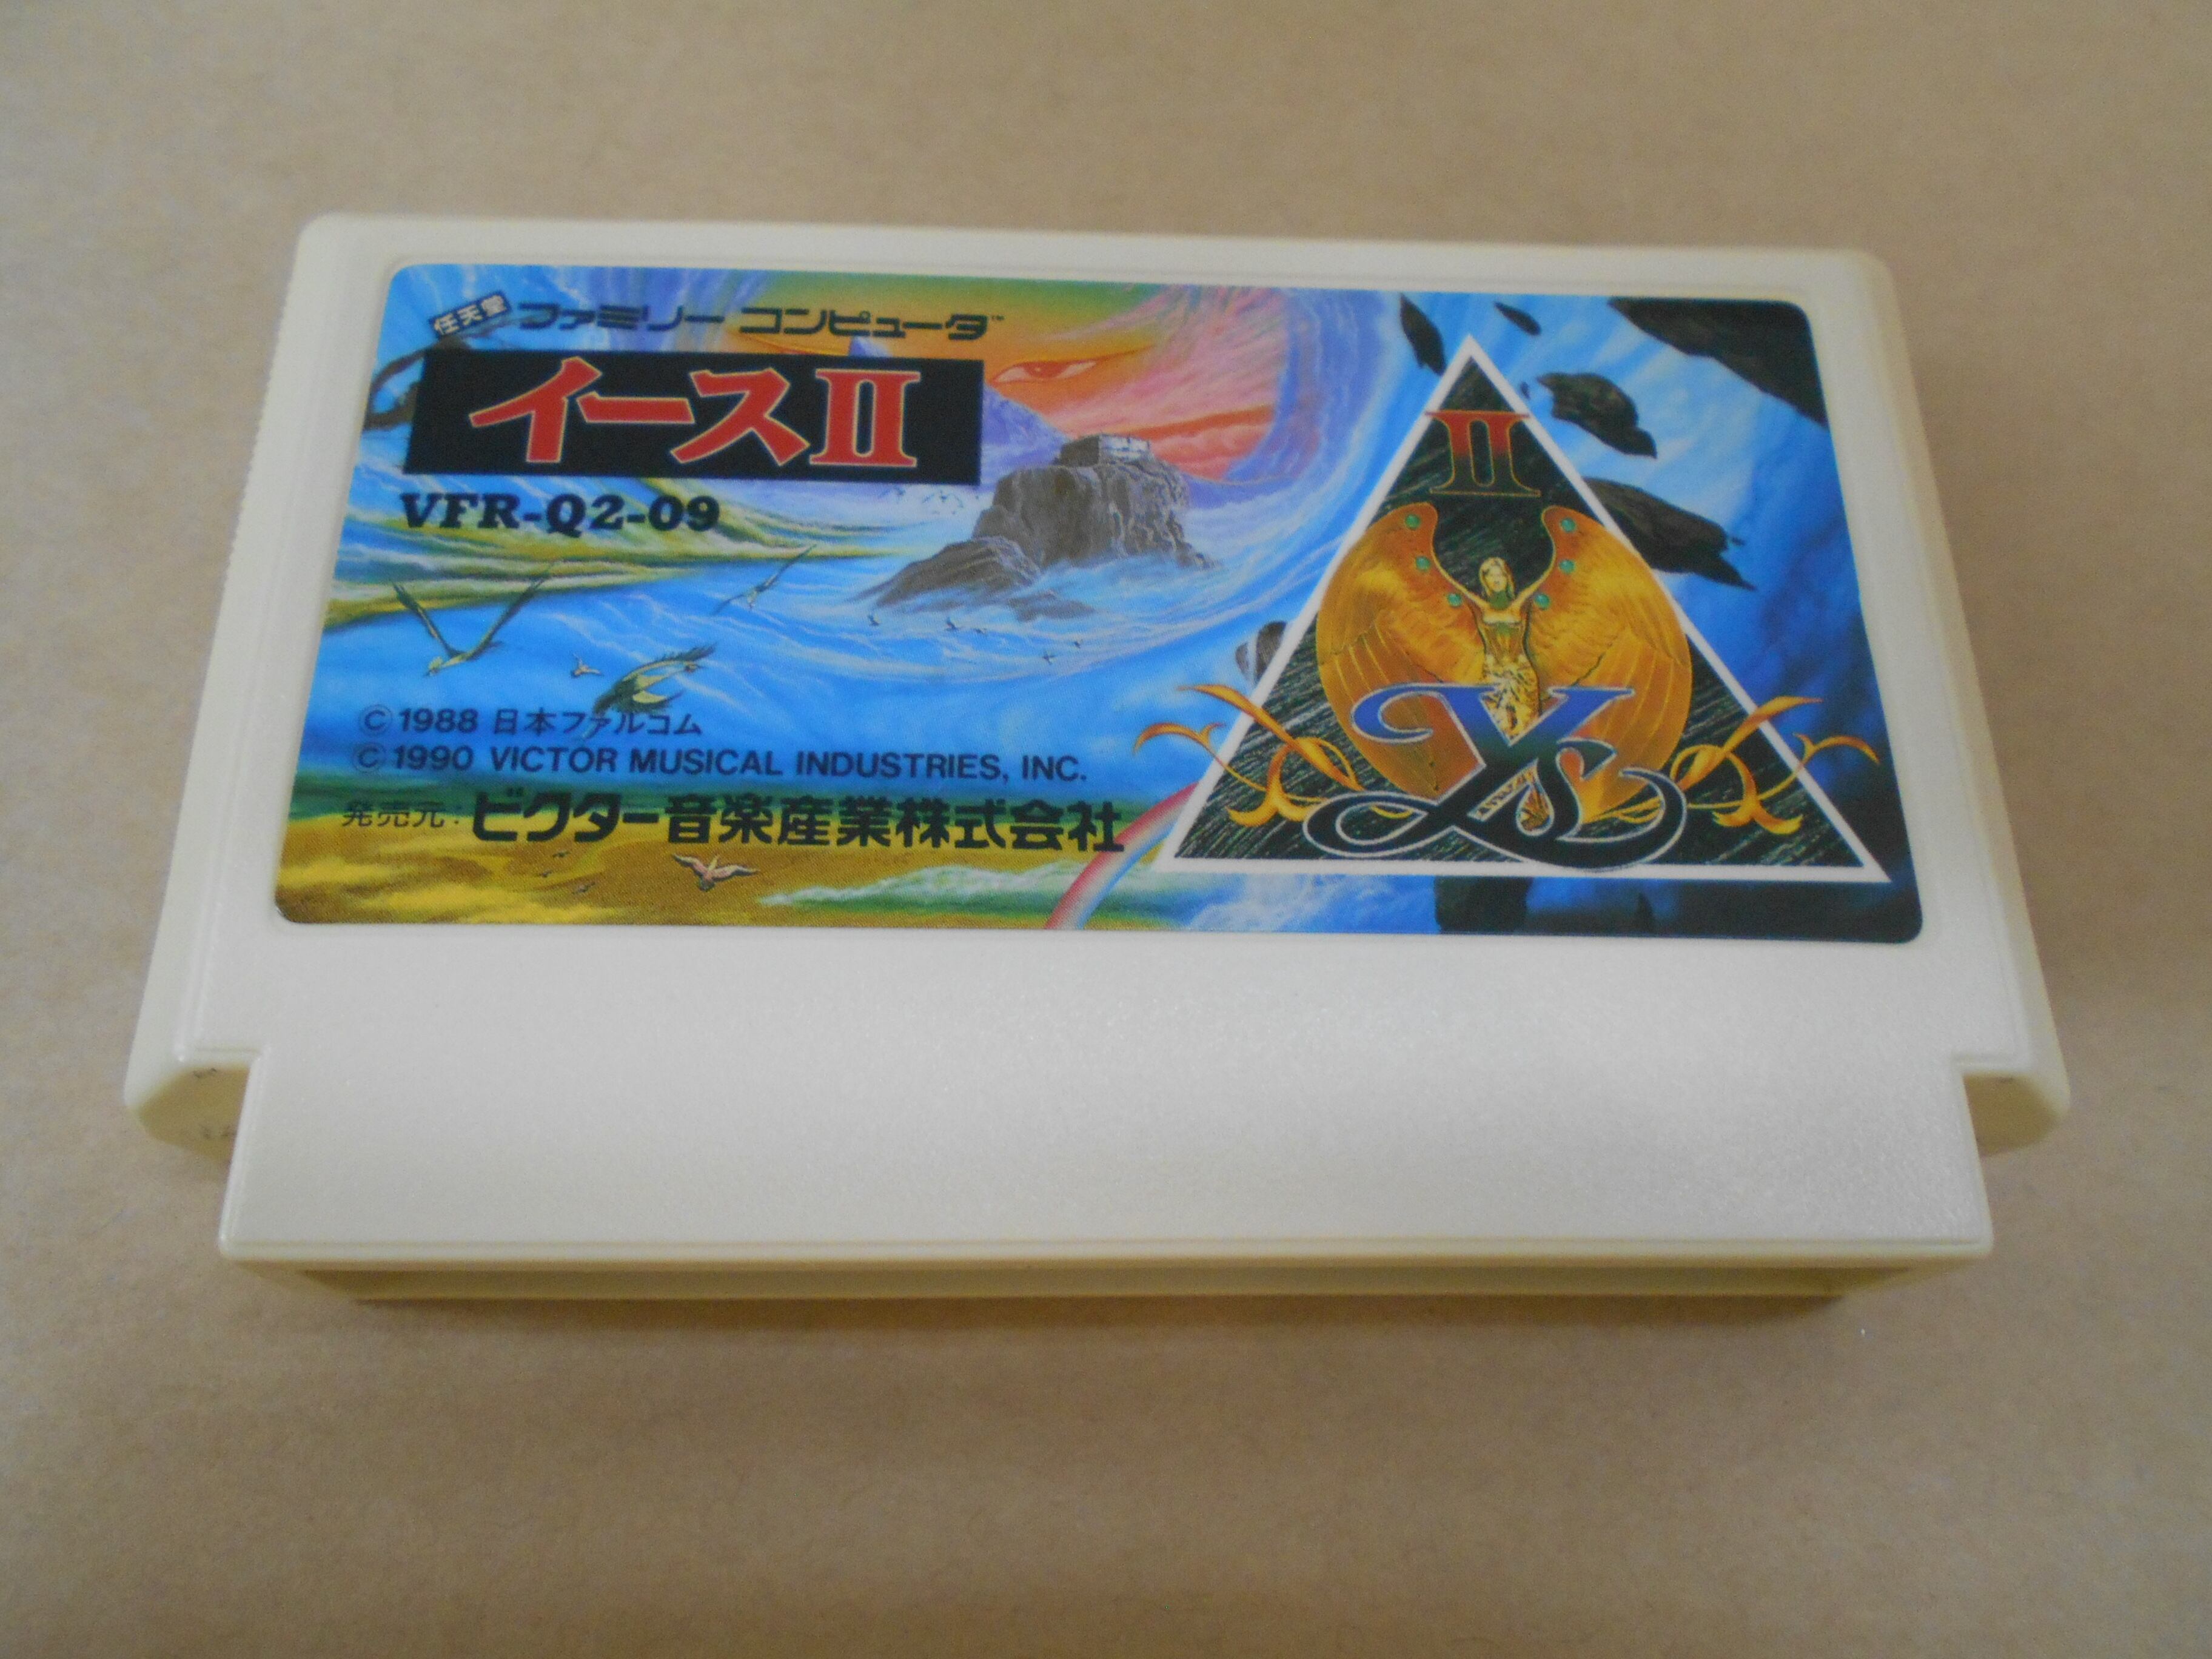 任天堂 ファミリー コンピュータ™
イースII
VFR-Q2-09
© 1988 日本ファルコム
© 1990 VICTOR MUSICAL INDUSTRIES, INC.
発売元：ビクター音楽産業株式会社
II
Ys